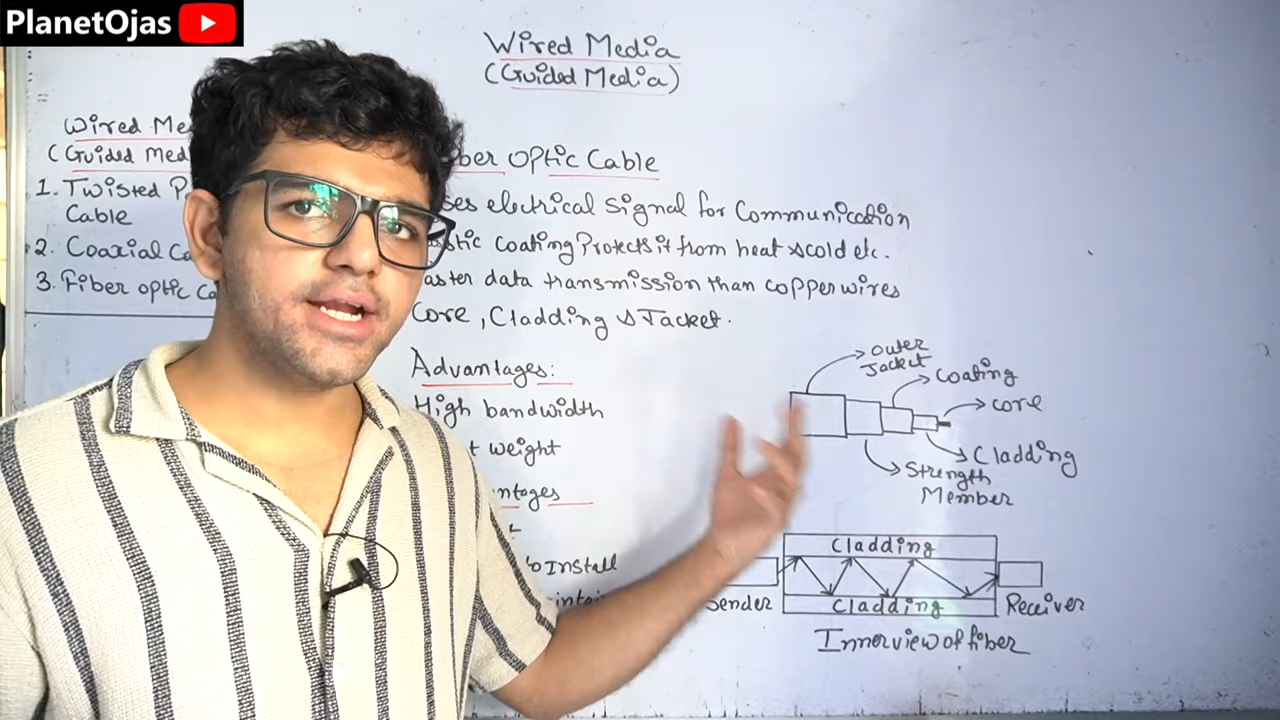 PlanetOjas
Wired Media
(Guided Media)
Wired Me
(Guided Med
1. Twisted P
Cable
2. Coaxial Ca
3. Fiber optic Ca
ber optic Cable
ses electrical signal for Communication
stic coating Protects it from heat & cold etc.
aster data transmission than copper wires
Core, Cladding & Jacket.
Advantages:
High bandwidth
t weight
ntages
to Install
Outer
Jacket
Coating
core
Cladding
Strength
Member
Cladding
Sender
Cladding
Receiver
Innerview of fiber